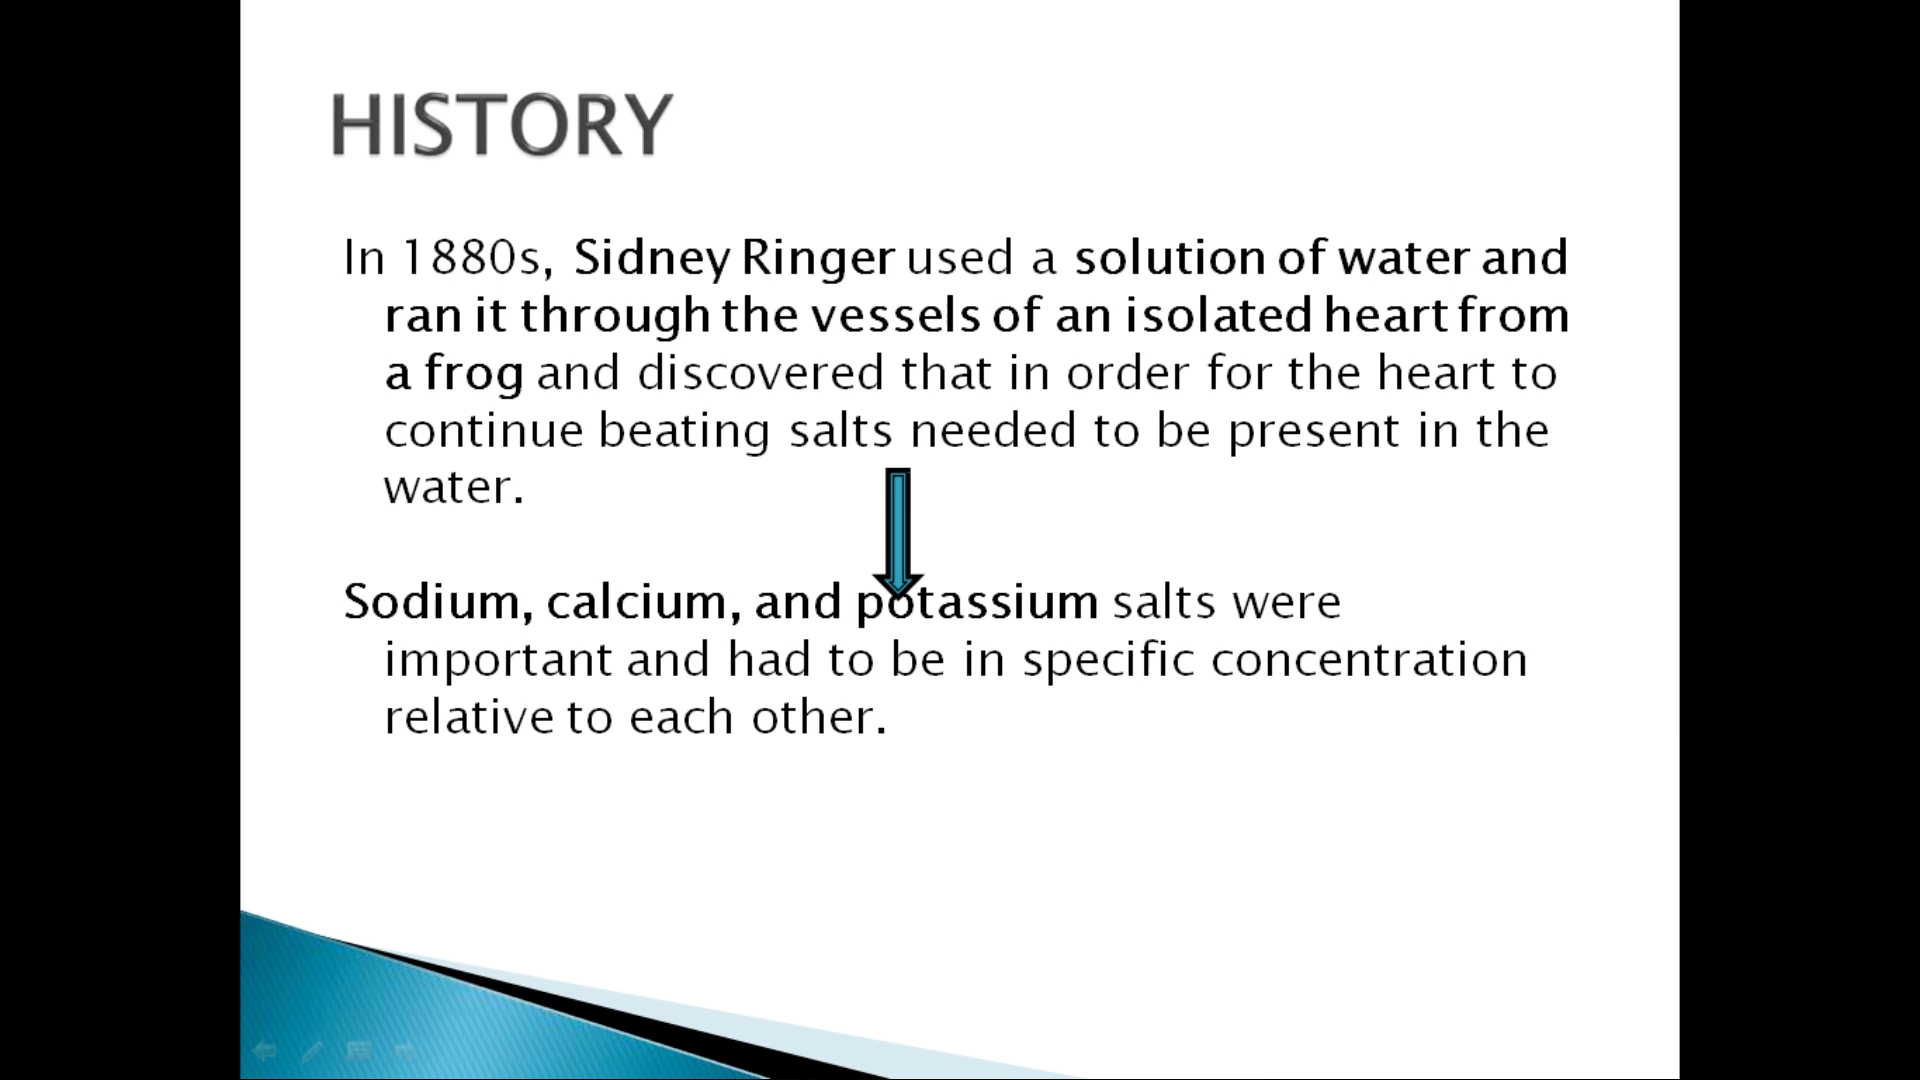 HISTORY
In 1880s, Sidney Ringer used a solution of water and
ran it through the vessels of an isolated heart from
a frog and discovered that in order for the heart to
continue beating salts needed to be present in the
water.
Sodium, calcium, and potassium salts were
important and had to be in specific concentration
relative to each other.